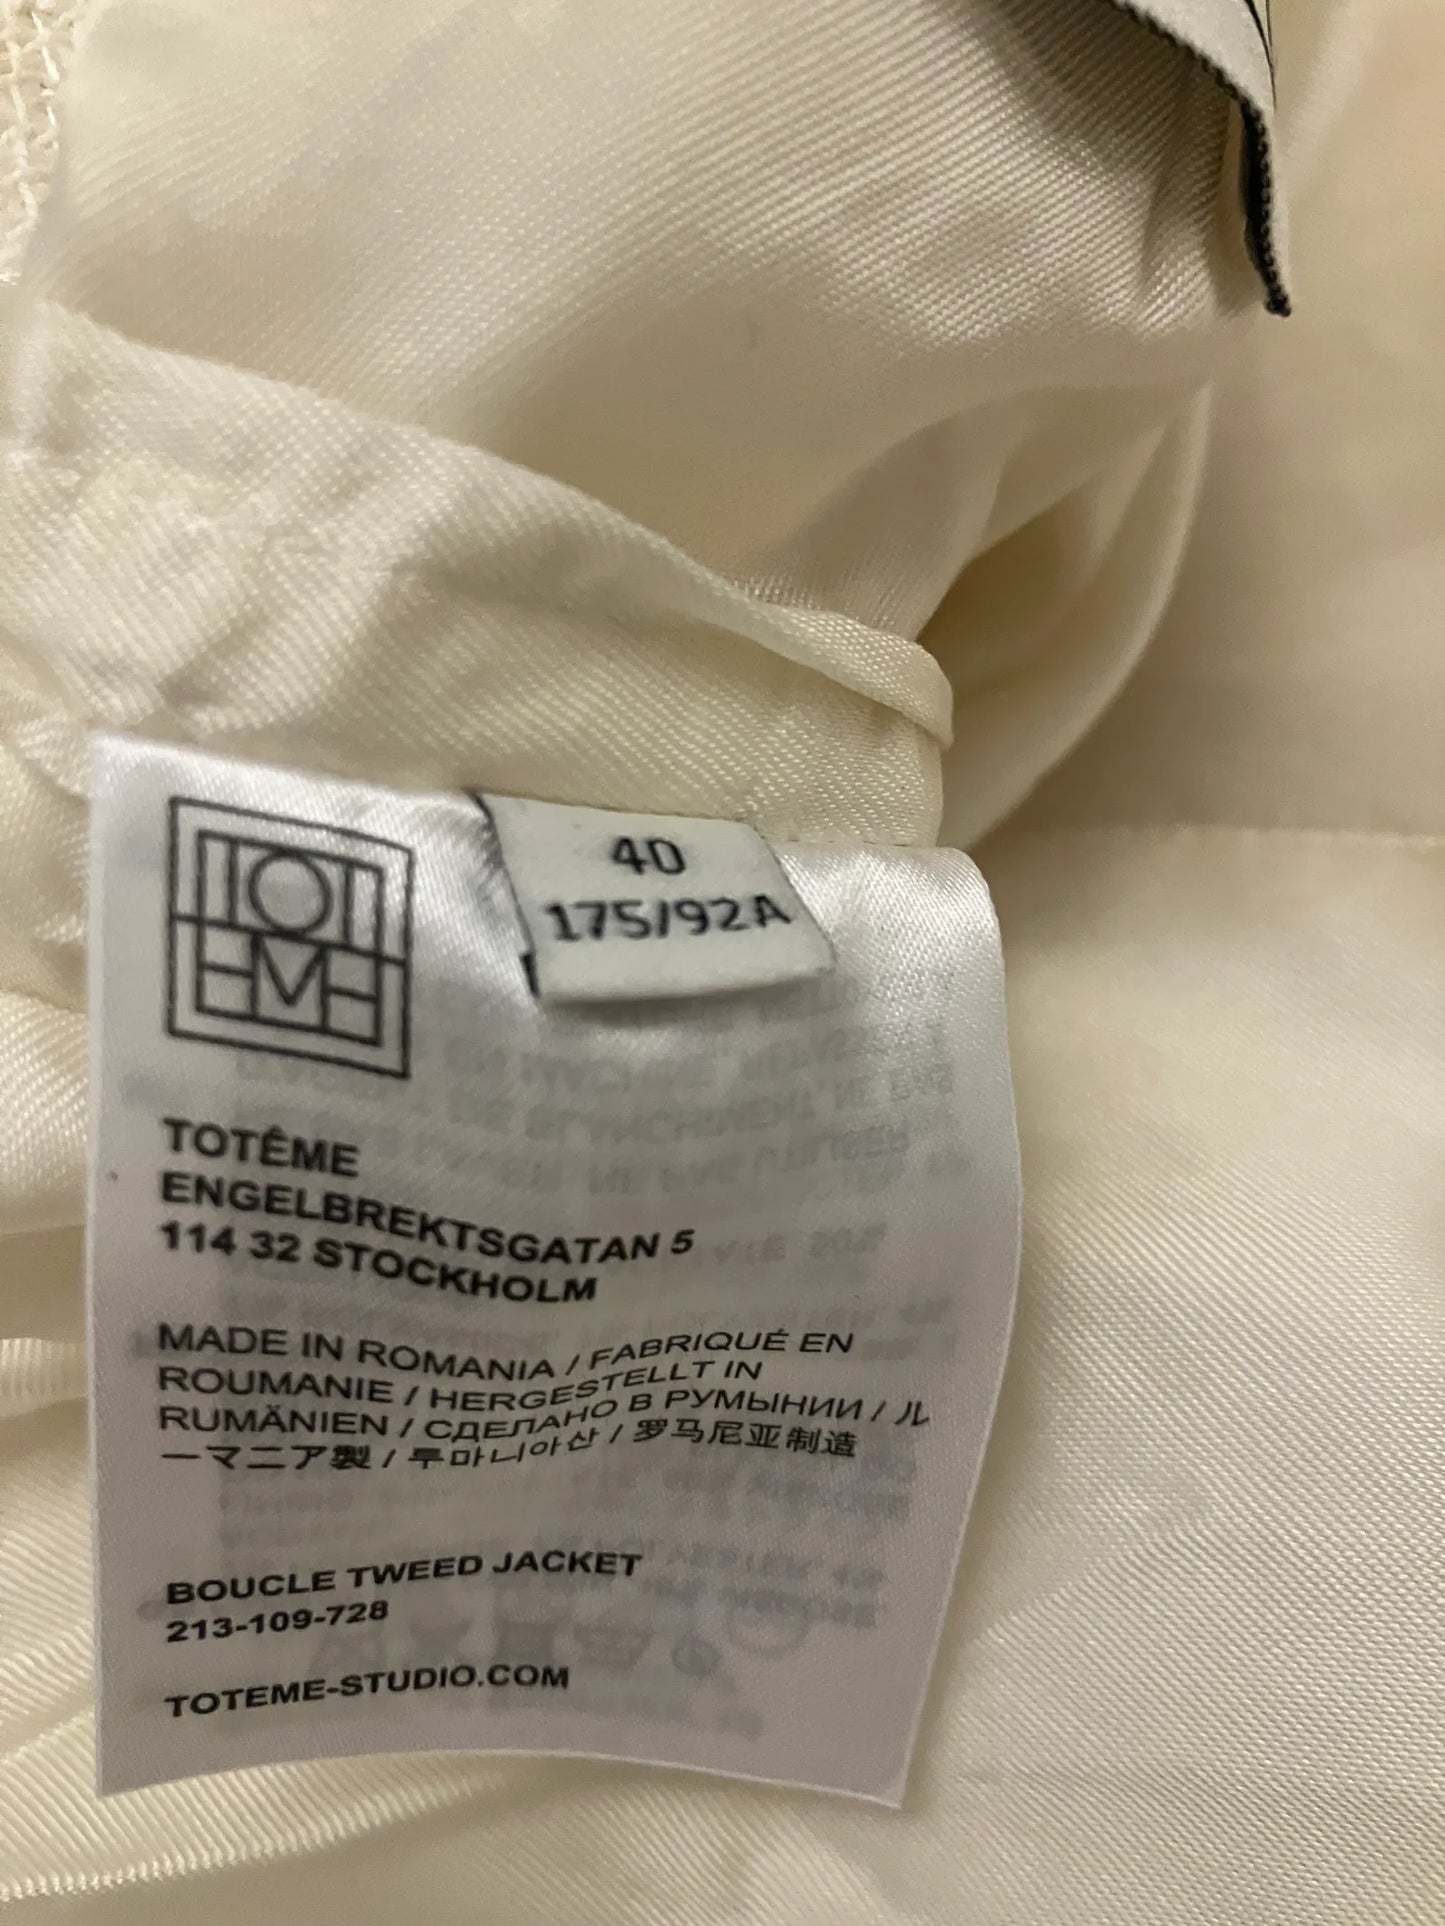 40
175/92A
TOTEME
TOTÊME
ENGELBREKTSGATAN 5
114 32 STOCKHOLM
MADE IN ROMANIA / FABRIQUÉ EN
ROUMANIE / HERGESTELLT IN
RUMÄNIEN / СДЕЛАНО В РУМЫНИИ / ル
ーマニア製 / 루마니아산 / 罗马尼亚制造
BOUCLE TWEED JACKET
213-109-728
TOTEME-STUDIO.COM